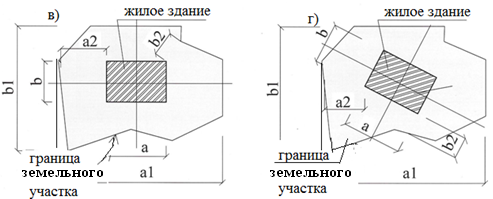 в)
жилое здание
a2
b2
b
b1
a
граница
земельного
участка
a1
г)
жилое здание
b
b1
a2
a
b2
граница
земельного
участка
a1